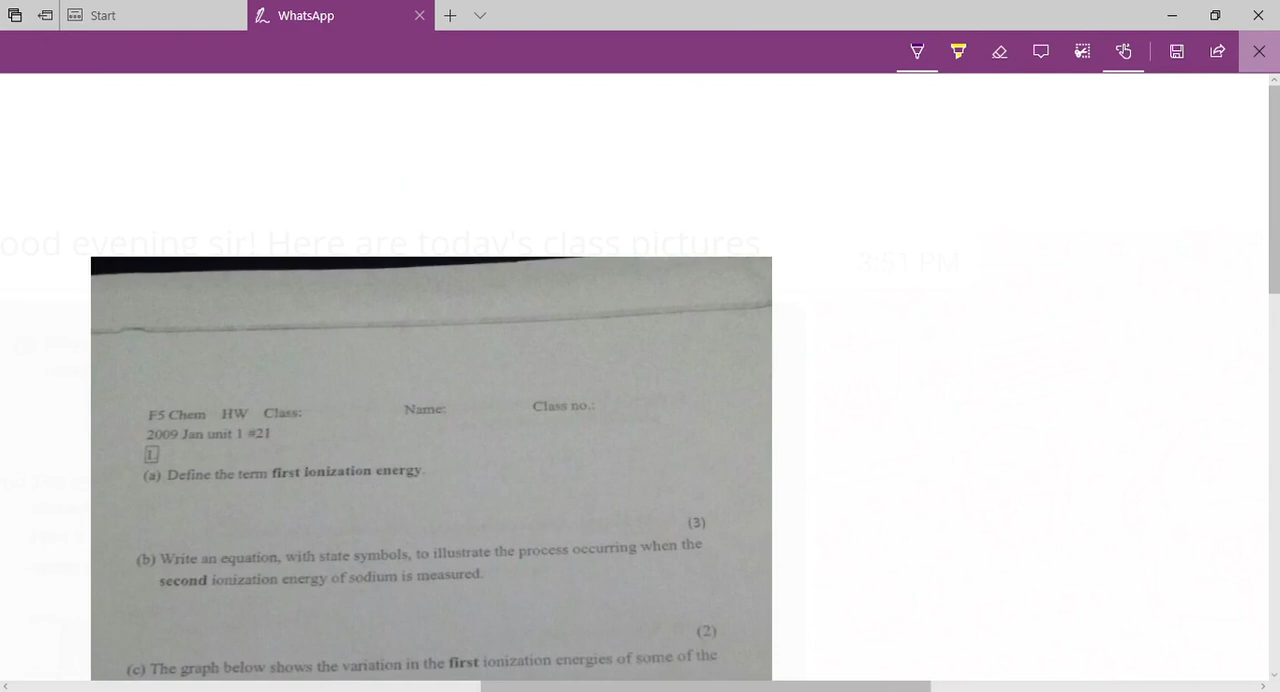 Start
WhatsApp
ood evening sir! Here are today's class pictures
8:51 PM
F5 Chem HW Class: Name: Class no.:
2009 Jan unit 1 #21
1.
(a) Define the term first ionization energy.
(3)
(b) Write an equation, with state symbols, to illustrate the process occurring when the
second ionization energy of sodium is measured.
(2)
(c) The graph below shows the variation in the first ionization energies of some of the